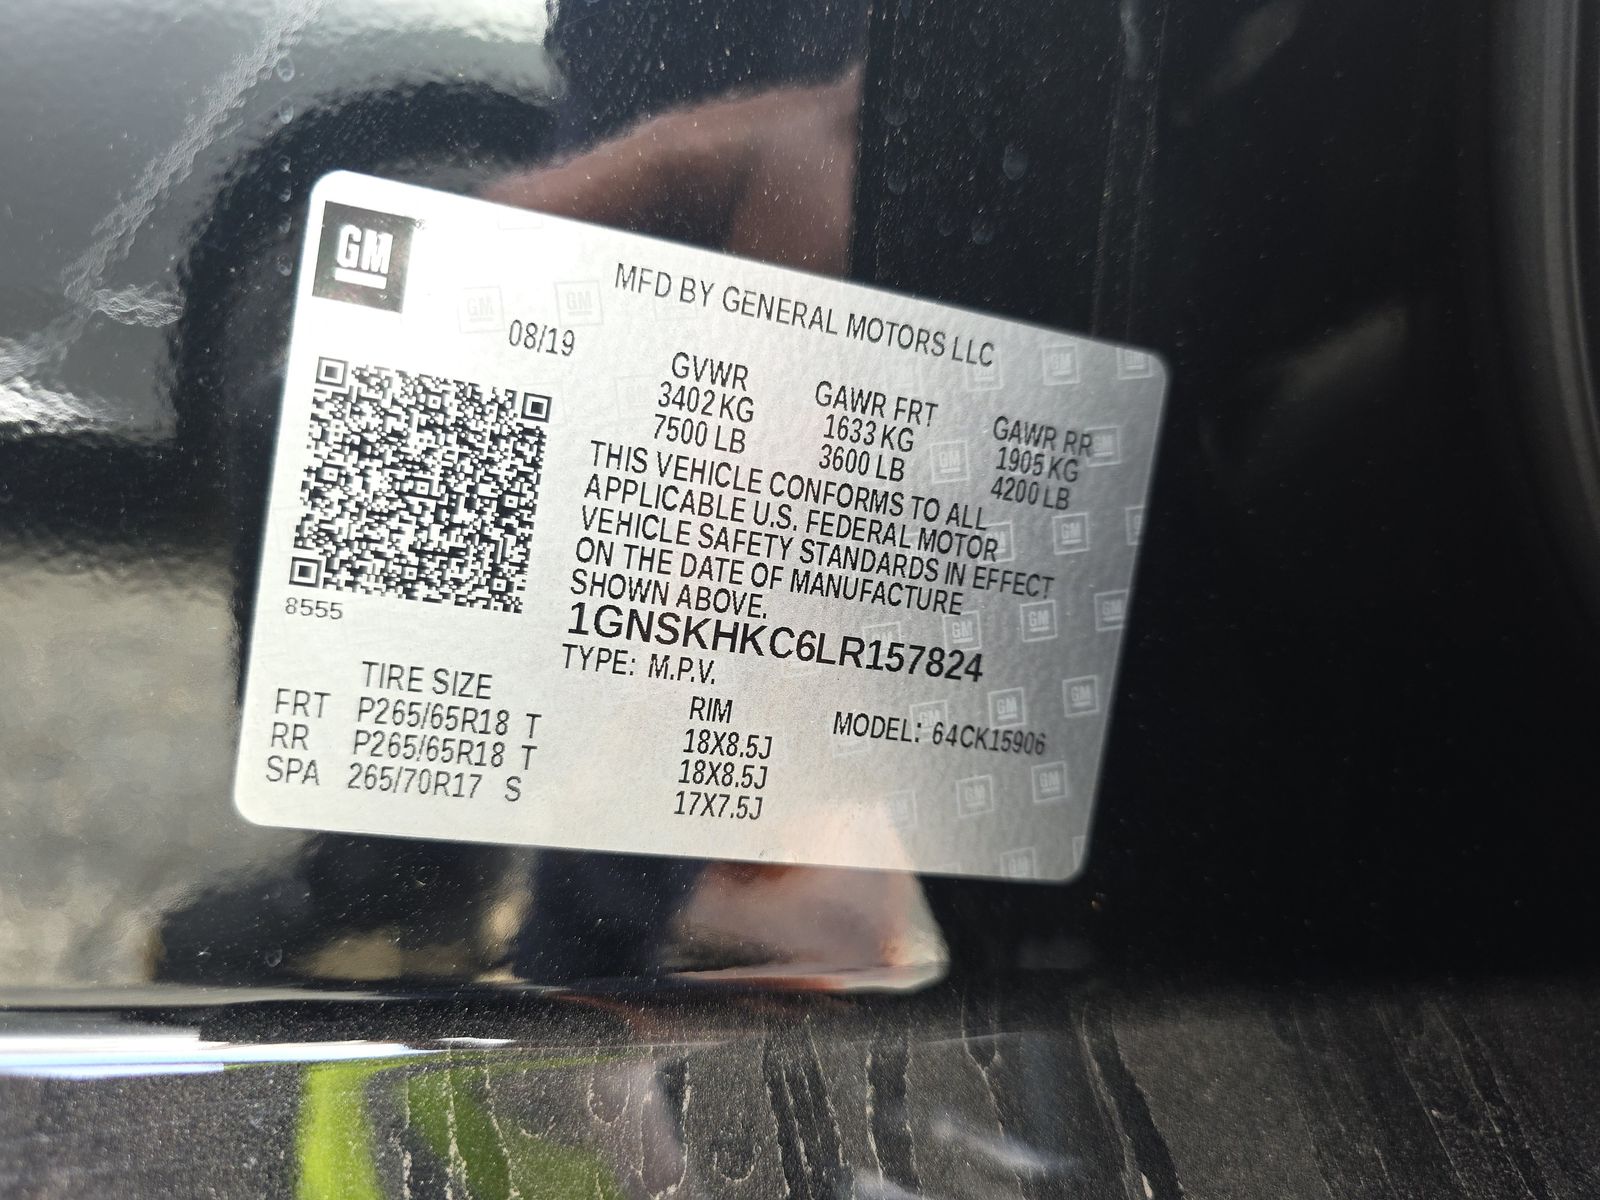 GM
MFD BY GENERAL MOTORS LLC
08/19
GVWR GAWR FRT GAWR RR
3402 KG 1633 KG 1905 KG
7500 LB 3600 LB 4200 LB
THIS VEHICLE CONFORMS TO ALL
APPLICABLE U.S. FEDERAL MOTOR
VEHICLE SAFETY STANDARDS IN EFFECT
ON THE DATE OF MANUFACTURE
SHOWN ABOVE.
8555
1GNSKHKC6LR157824
TYPE: M.P.V.
MODEL: 64CK15906
TIRE SIZE RIM
FRT P265/65R18 T 18X8.5J
RR P265/65R18 T 18X8.5J
SPA 265/70R17 S 17X7.5J